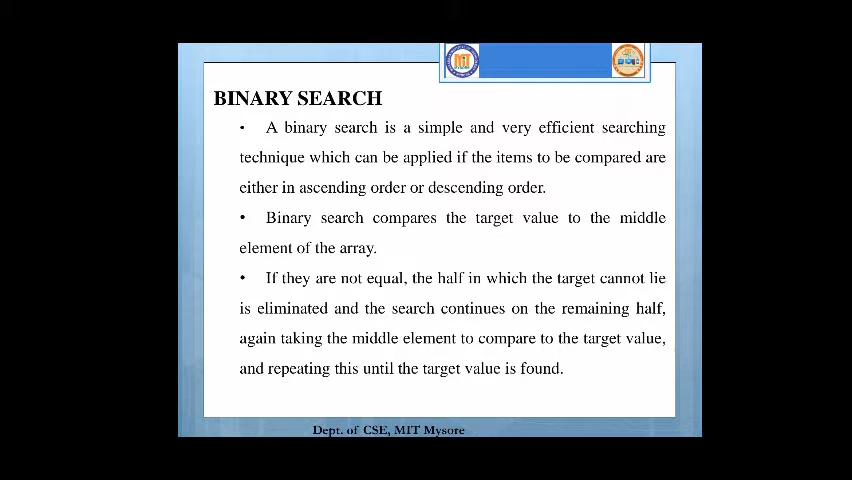 MIT
MYSORE
BINARY SEARCH
• A binary search is a simple and very efficient searching
technique which can be applied if the items to be compared are
either in ascending order or descending order.
• Binary search compares the target value to the middle
element of the array.
• If they are not equal, the half in which the target cannot lie
is eliminated and the search continues on the remaining half,
again taking the middle element to compare to the target value,
and repeating this until the target value is found.
Dept. of CSE, MIT Mysore